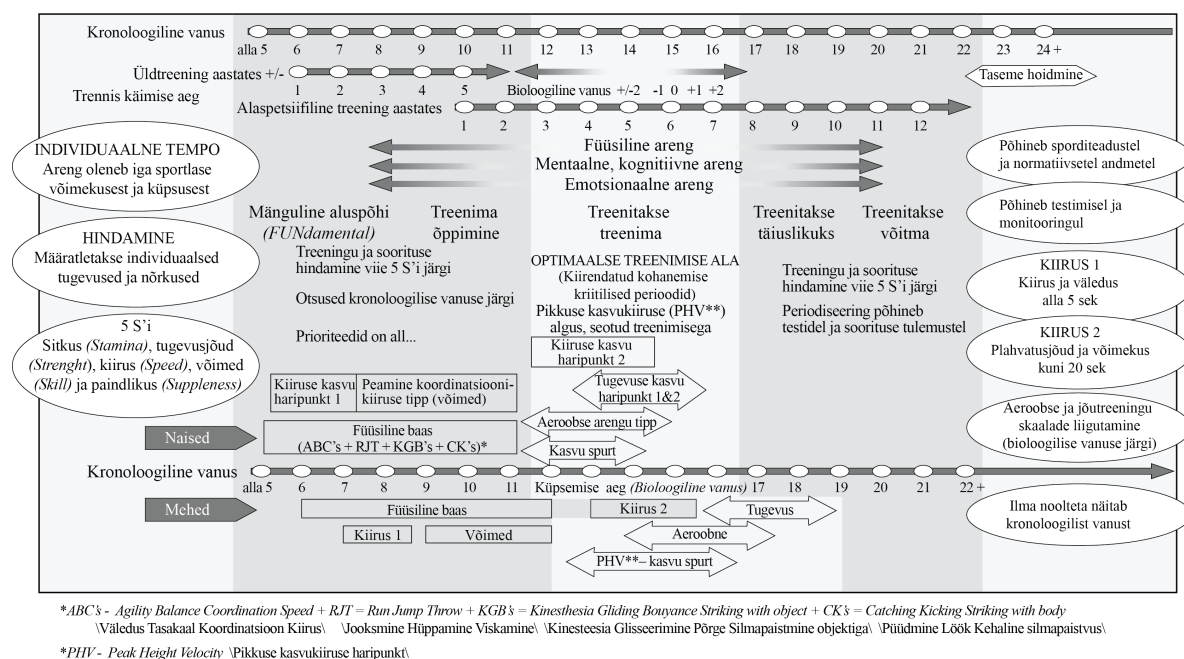 Kronoloogiline vanus
alla 5 6 7 8 9 10 11 12 13 14 15 16 17 18 19 20 21 22 23 24 +
Üldtreening aastates +/-
1 2 3 4 5
Bioloogiline vanus +/-2 -1 0 +1 +2
Taseme hoidmine
Trennis käimise aeg
Alaspetsiifiline treening aastates
1 2 3 4 5 6 7 8 9 10 11 12
INDIVIDUAALNE TEMPO
Areng oleneb iga sportlase
võimekusest ja küpsusest
HINDAMINE
Määratletakse individuaalsed
tugevused ja nõrkused
5 S'i
Sitkus (Stamina), tugevusjõud
(Strenght), kiirus (Speed), võimed
(Skill) ja paindlikus (Suppleness)
Füüsiline areng
Mentaalne, kognitiivne areng
Emotsionaalne areng
Mänguline aluspõhi
(FUNdamental)
Treenima
õppimine
Treenitakse
treenima
Treenitakse
täiuslikuks
Treenitakse
võitma
Treeningu ja soorituse
hindamine viie 5 S'i järgi
Otsused kronoloogilise vanuse järgi
Prioriteedid on all...
OPTIMAALSE TREENIMISE ALA
(Kiirendatud kohanemise
kriitilised perioodid)
Pikkuse kasvukiiruse (PHV**)
algus, seotud treenimisega
Treeningu ja soorituse
hindamine viie 5 S'i järgi
Periodiseering põhineb
testidel ja soorituse tulemustel
Põhineb sporditeadustel
ja normatiivsetel andmetel
Põhineb testimisel ja
monitooringul
KIIRUS 1
Kiirus ja väledus
alla 5 sek
KIIRUS 2
Plahvatusjõud ja võimekus
kuni 20 sek
Aeroobse ja jõutreeningu
skaalade liigutamine
(bioloogilise vanuse järgi)
Ilma noolteta näitab
kronoloogilist vanust
Kiiruse kasvu
haripunkt 2
Kiiruse kasvu
haripunkt 1
Peamine koordinatsiooni-
kiiruse tipp (võimed)
Tugevuse kasvu
haripunkt 1&2
Aeroobse arengu tipp
Naised
Füüsiline baas
(ABC's + RJT + KGB's + CK's)*
Kasvu spurt
Kronoloogiline vanus
alla 5 6 7 8 9 10 11 Küpsemise aeg (Bioloogiline vanus) 17 18 19 20 21 22 +
Mehed
Füüsiline baas
Kiirus 2
Tugevus
Kiirus 1
Võimed
Aeroobne
PHV**– kasvu spurt
*ABC's - Agility Balance Coordination Speed + RJT = Run Jump Throw + KGB's = Kinesthesia Gliding Bouyance Striking with object + CK's = Catching Kicking Striking with body
\Väledus Tasakaal Koordinatsioon Kiirus\ \Jooksmine Hüppamine Viskamine\ \Kinesteesia Glisseerimine Põrge Silmapaistmine objektiga\ \Püüdmine Löök Kehaline silmapaistvus\
*PHV - Peak Height Velocity \Pikkuse kasvukiiruse haripunkt\